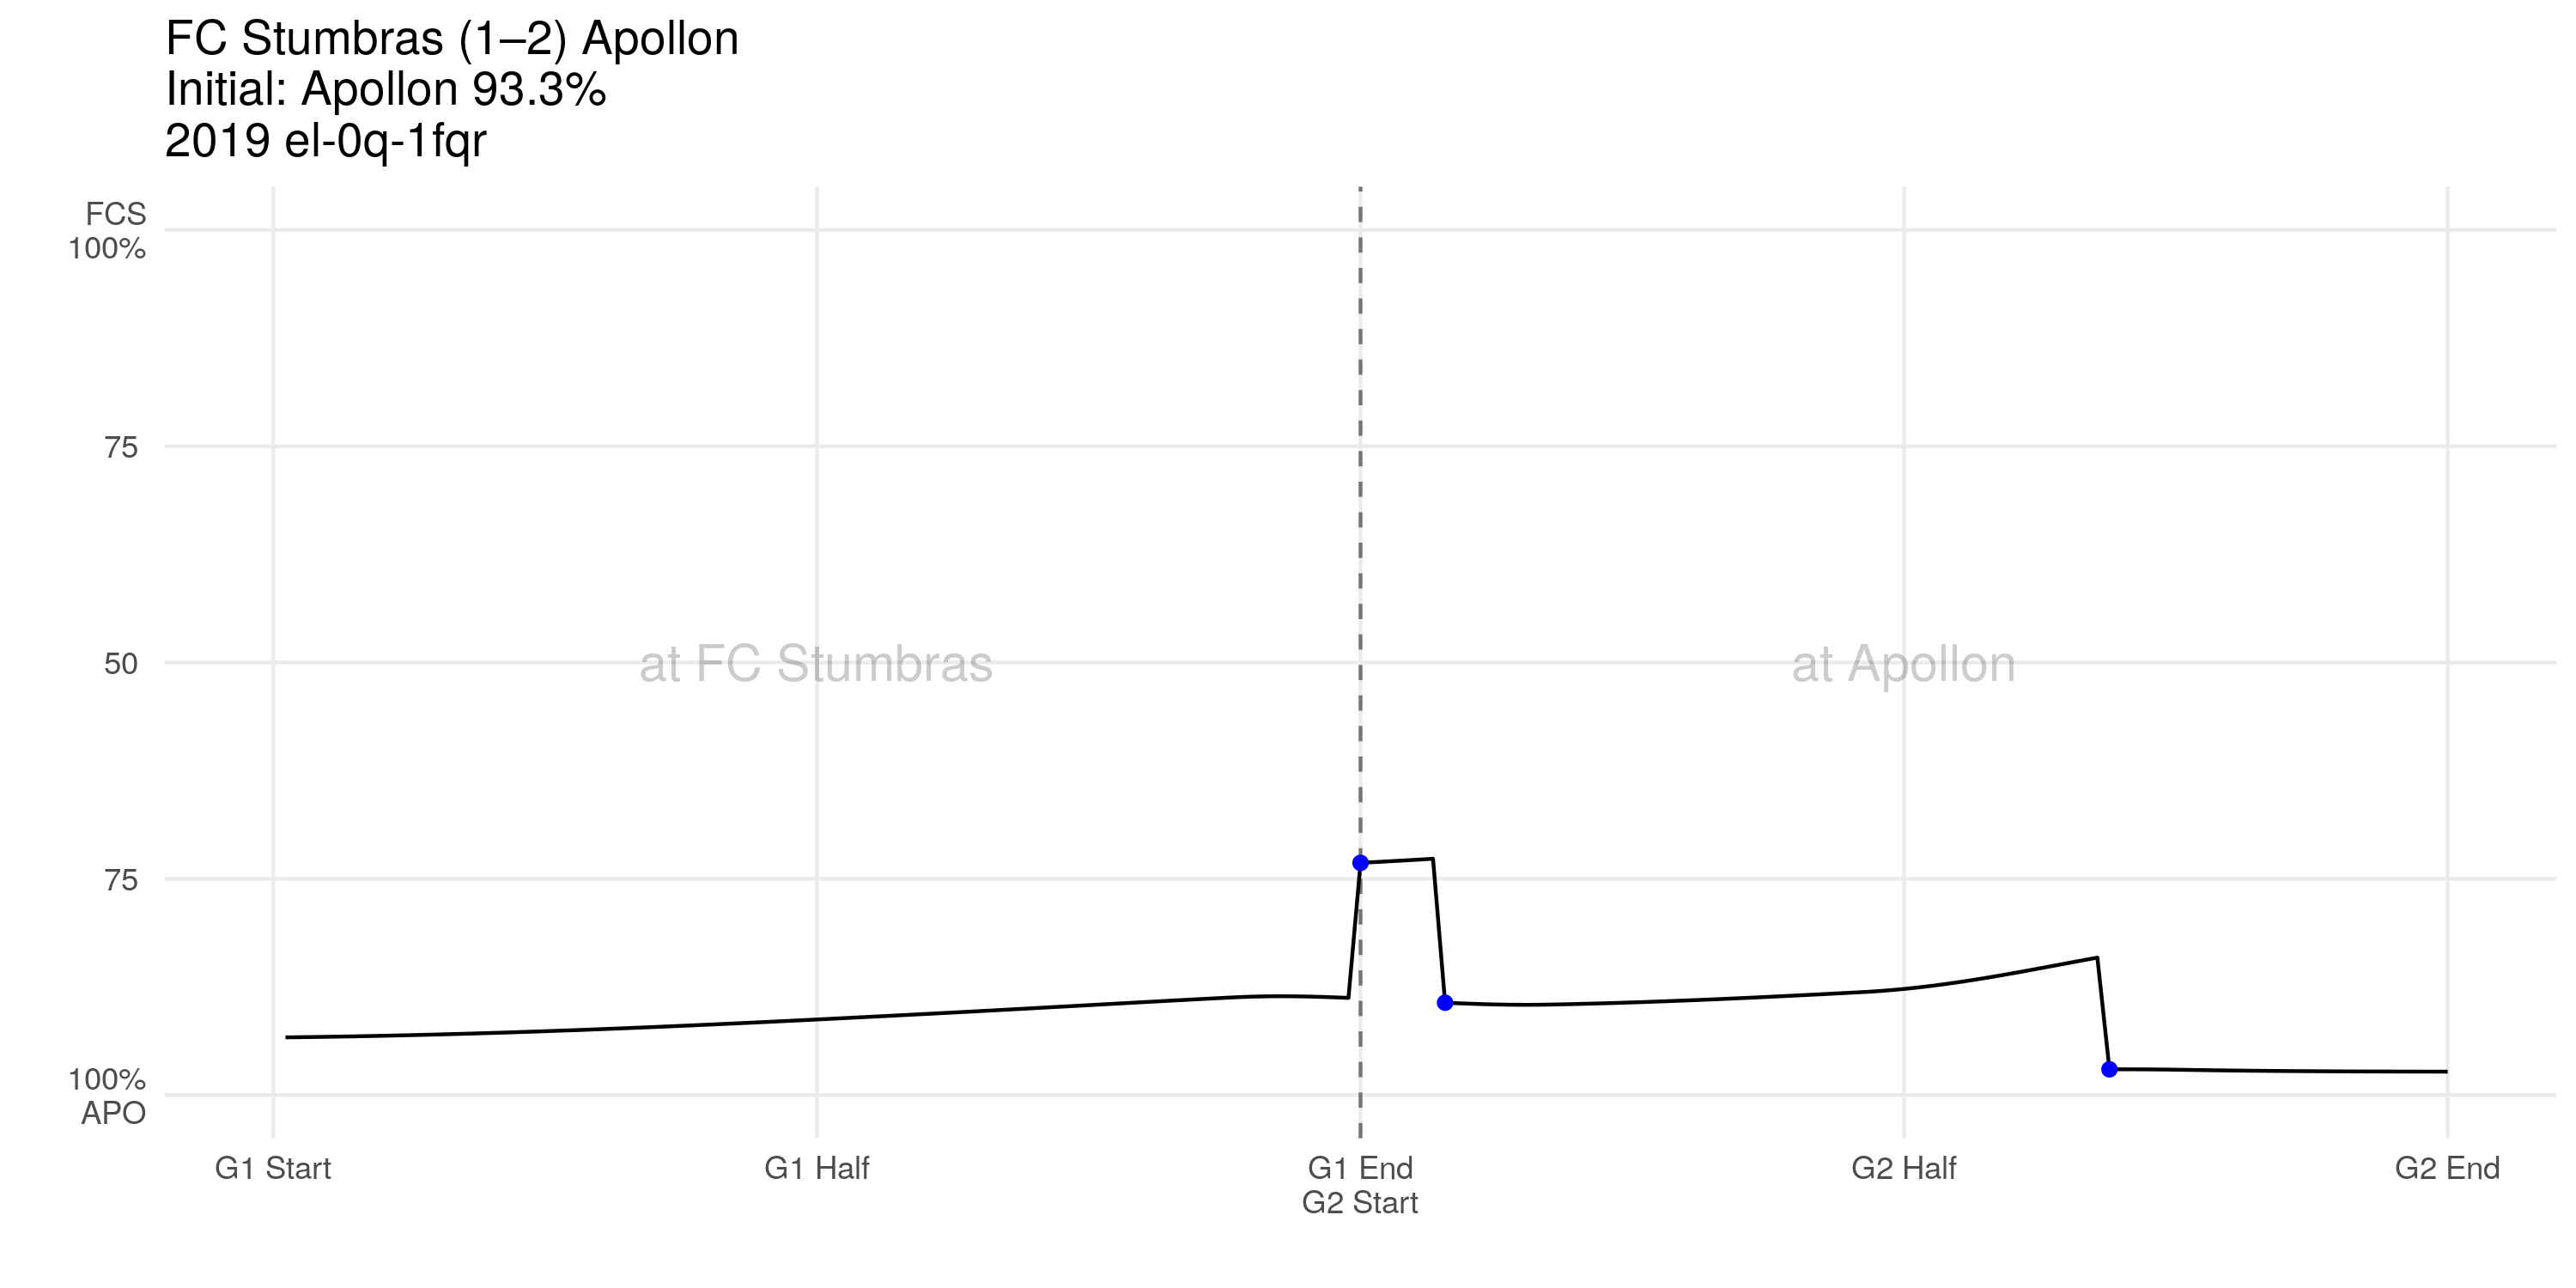 FC Stumbras (1–2) Apollon
Initial: Apollon 93.3%
2019 el-0q-1fqr
FCS
100%
75
50
75
100%
APO
at FC Stumbras
at Apollon
G1 Start
G1 Half
G1 End
G2 Start
G2 Half
G2 End